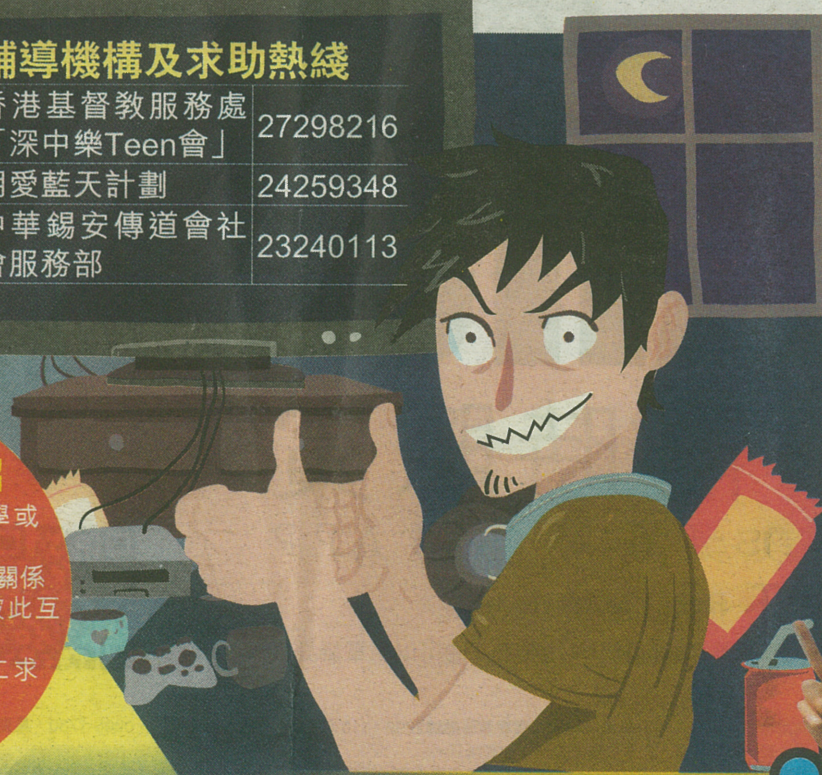 輔導機構及求助熱綫
香港基督教服務處
「深中樂Teen會」
27298216
明愛藍天計劃
24259348
中華錫安傳道會社
會服務部
23240113
學或
關係
彼此互
求